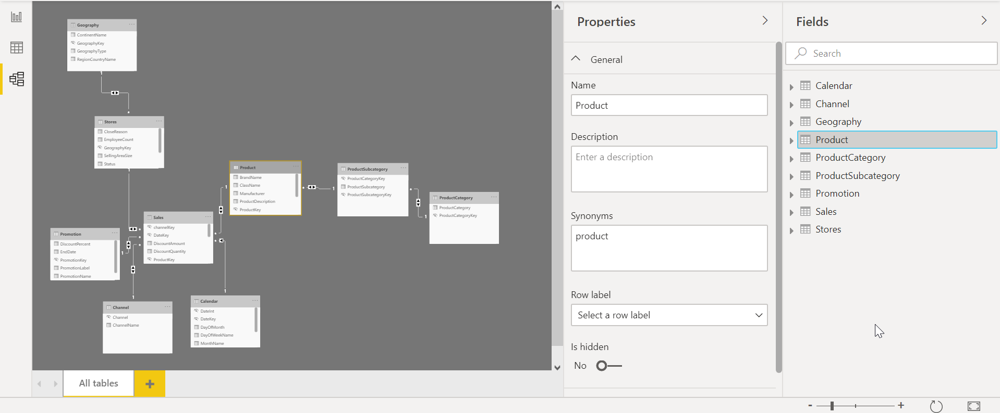 Geography
ContinentName
GeographyKey
GeographyType
RegionCountryName
1
*
Stores
CloseReason
EmployeeCount
GeographyKey
SellingAreaSize
Status
1
*
Product
BrandName
ClassName
Manufacturer
ProductDescription
ProductKey
1
*
*
1
ProductSubcategory
ProductCategoryKey
ProductSubcategory
ProductSubcategoryKey
*
1
ProductCategory
ProductCategory
ProductCategoryKey
Sales
channelKey
DateKey
DiscountAmount
DiscountQuantity
ProductKey
*
*
*
1
Promotion
DiscountPercent
EndDate
PromotionKey
PromotionLabel
PromotionName
1
Channel
Channel
ChannelName
1
Calendar
DateInt
DateKey
DayOfMonth
DayOfWeekName
MonthName
All tables
+
Properties
General
Name
Product
Description
Enter a description
Synonyms
product
Row label
Select a row label
Is hidden
No
Fields
Search
Calendar
Channel
Geography
Product
ProductCategory
ProductSubcategory
Promotion
Sales
Stores
- +